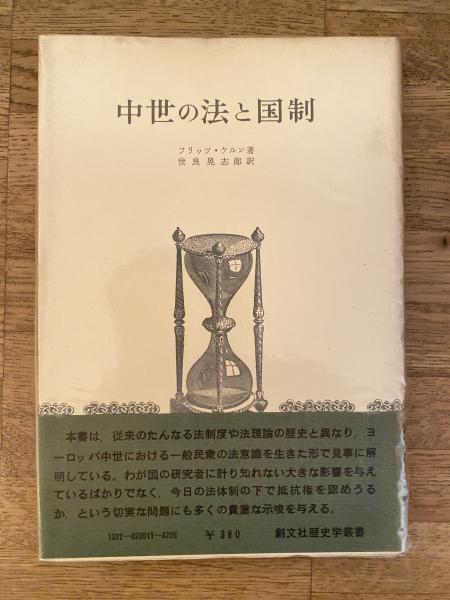 中世の法と国制
フリッツ・ケルン著
世良晃志郎訳
本書は，従来のたんなる法制度や法理論の歴史と異なり，ヨ
ーロッパ中世における一般民衆の法意識を生きた形で見事に解
明している。わが国の研究者に計り知れない大きな影響を与え
ているばかりでなく，今日の法体制の下で抵抗権を認めうる
か，という切実な問題にも多くの貴重な示唆を与える。
1322-493011-4226 ￥380 創文社歴史学叢書